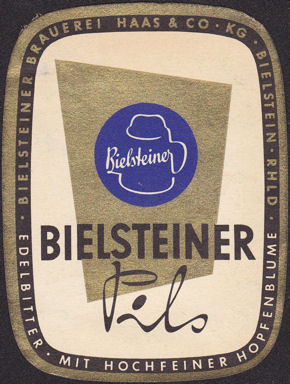 BIELSTEINER BRAUEREI HAAS & CO · KG · BIELSTEIN · RHLD ·
Bielsteiner
BIELSTEINER
Pils
EDELBITTER · MIT HOCHFEINER HOPFENBLUME